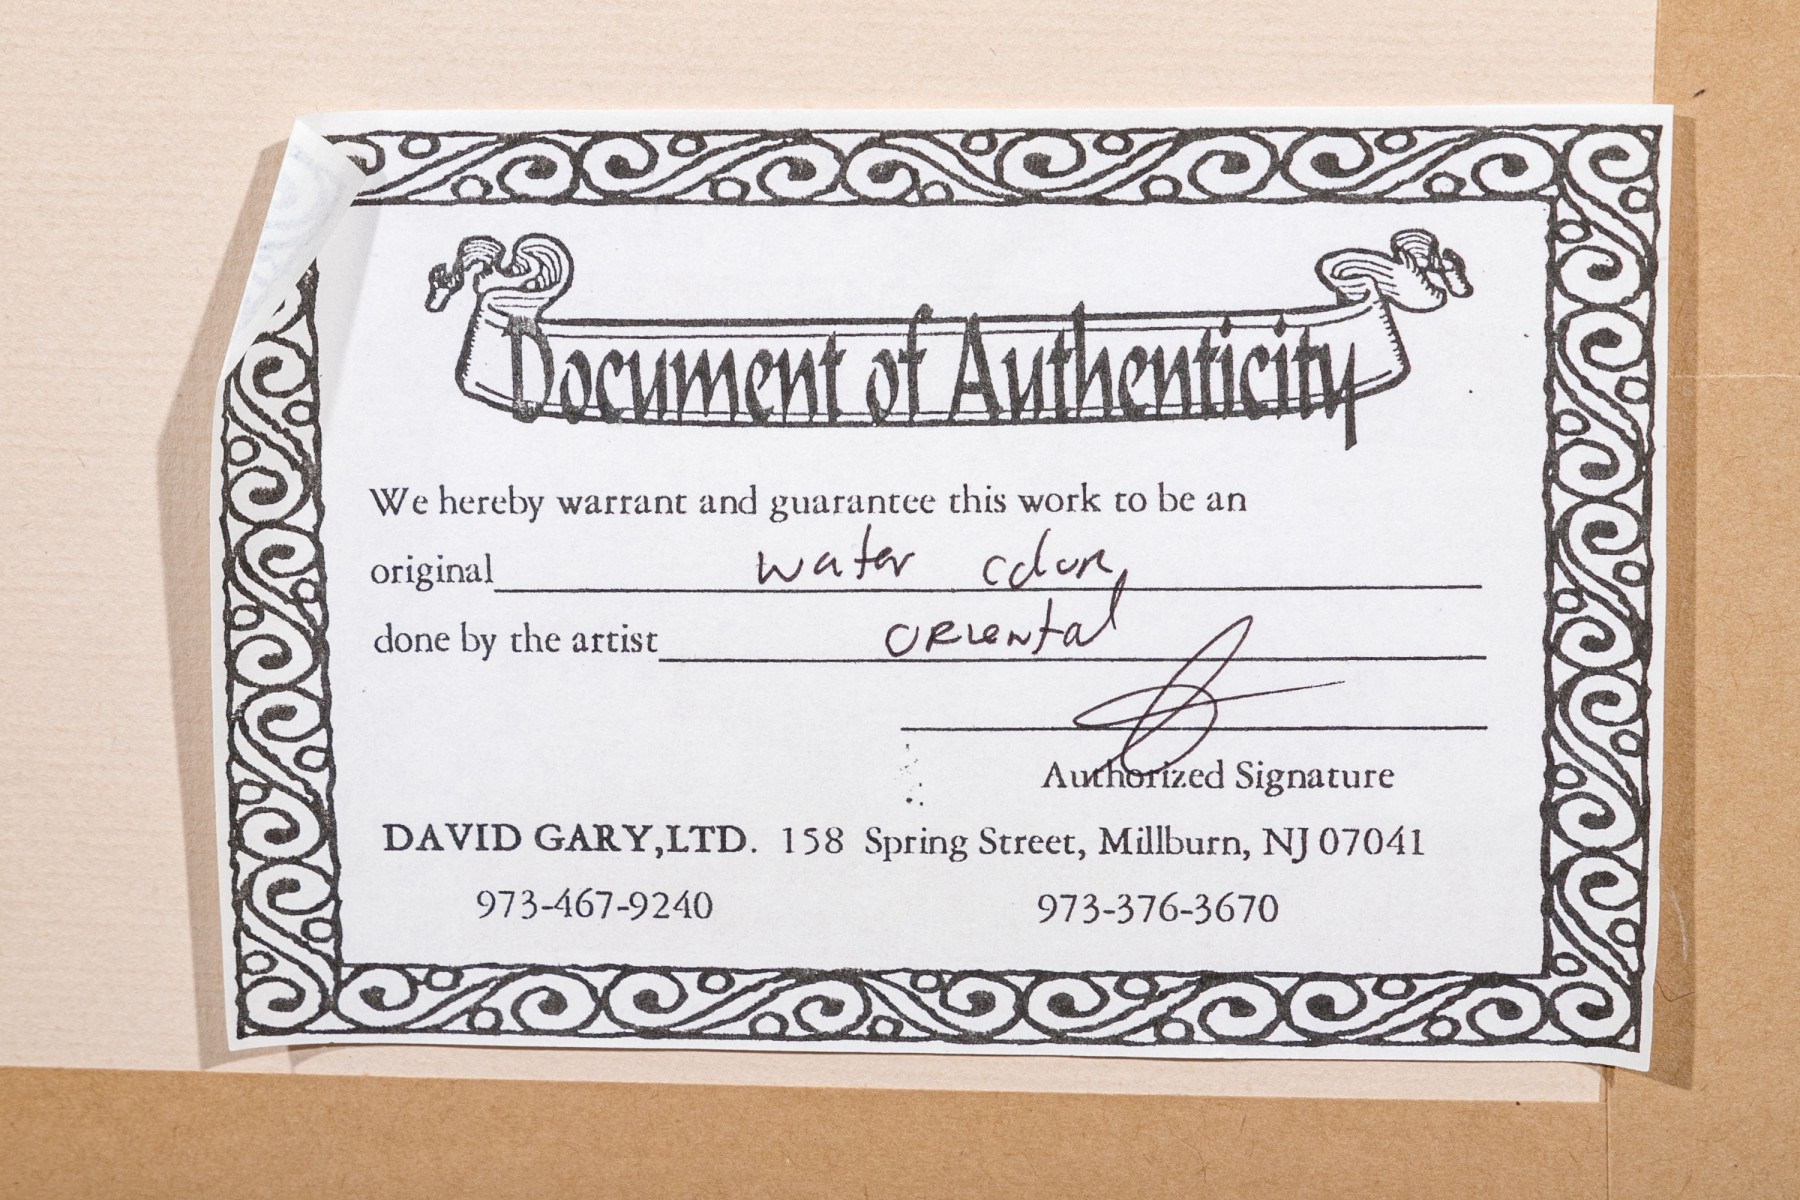 Document of Authenticity
We hereby warrant and guarantee this work to be an
original water color
done by the artist oriental
Authorized Signature
DAVID GARY,LTD. 158 Spring Street, Millburn, NJ 07041
973-467-9240 973-376-3670